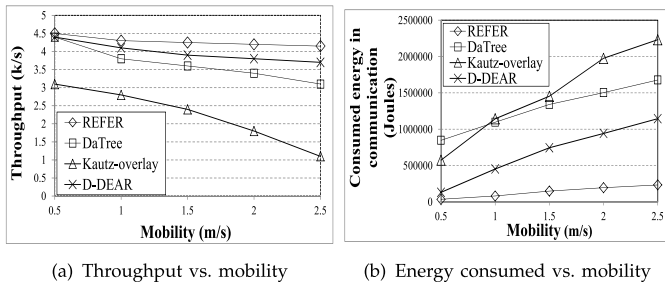 5
4.5
4
3.5
3
2.5
2
1.5
1
0.5
0
Throughput (k/s)
REFER
DaTree
Kautz-overlay
D-DEAR
0.5 1 1.5 2 2.5
Mobility (m/s)
(a) Throughput vs. mobility
2500000
2000000
1500000
1000000
500000
0
Consumed energy in
communication
(Joules)
REFER
DaTree
Kautz-overlay
D-DEAR
0.5 1 1.5 2 2.5
Mobility (m/s)
(b) Energy consumed vs. mobility